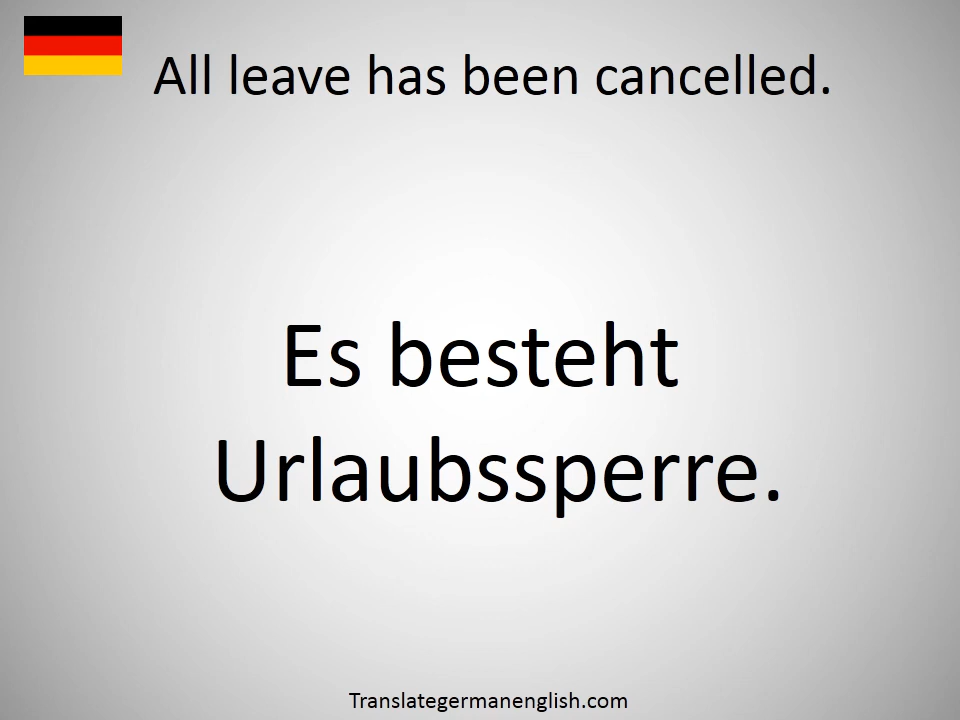 All leave has been cancelled.
Es besteht
Urlaubssperre.
Translategermanenglish.com